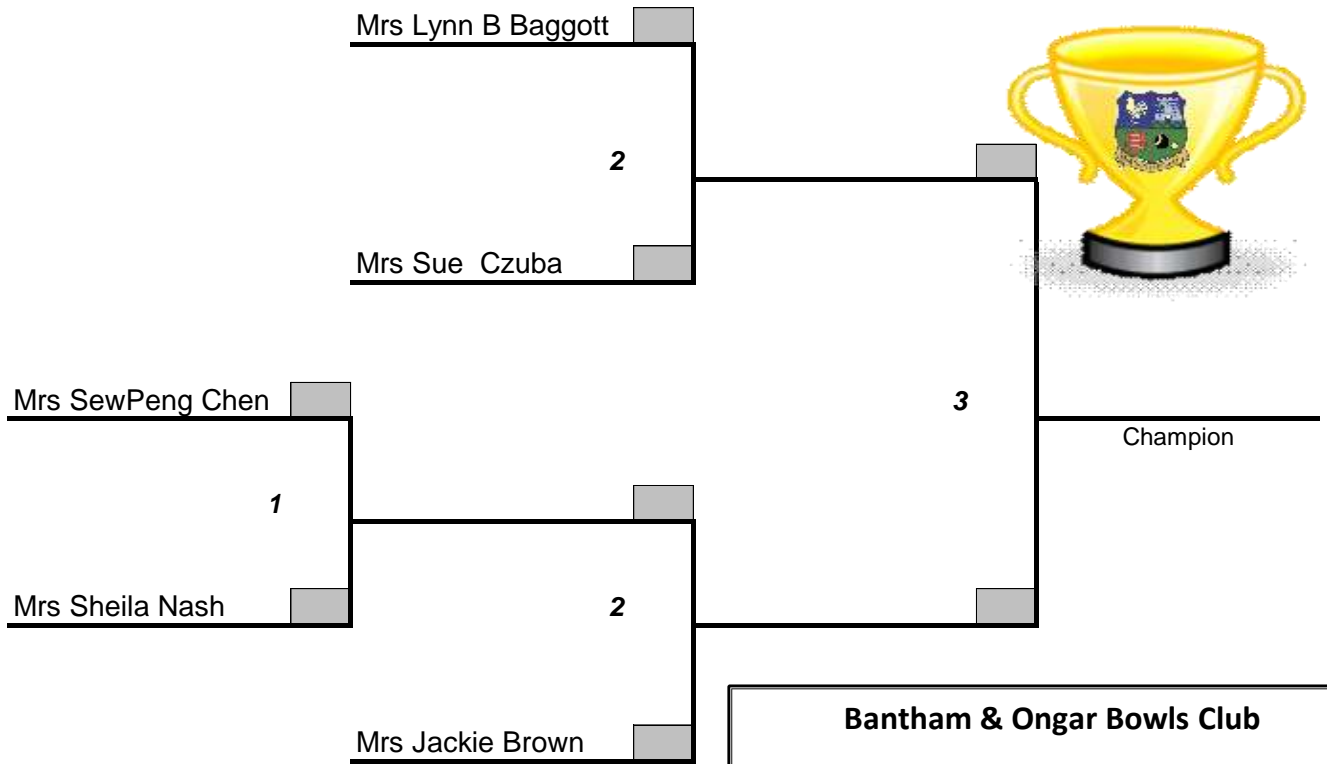 Mrs Lynn B Baggott
2
Mrs Sue  Czuba
Mrs SewPeng Chen
3
Champion
1
Mrs Sheila Nash
2
Bantham & Ongar Bowls Club
Mrs Jackie Brown